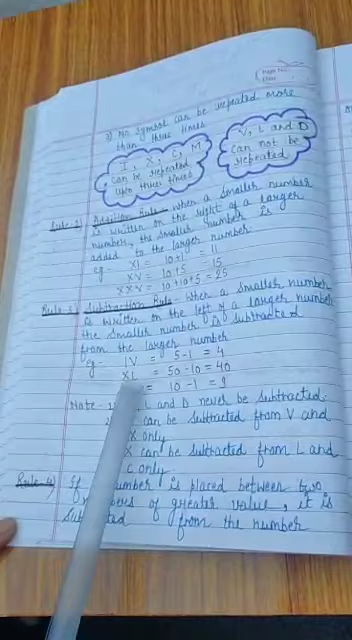 Page No.
Date
1) No symbol can be repeated more
than three times
I, X, C, M
can be repeated
upto three times
V, L and D
can not be
repeated
Rule 2) Addition Rule - when a smaller number
is written on the right of a larger
number, the smaller number is
added to the larger number
eg - XI = 10+1 = 11
XV = 10+5 = 15
XXV = 10+10+5 = 25
Rule 3) Subtraction Rule - when a smaller number
is written on the left of a larger number
the smaller number is subtracted
from the larger number
eg- IV = 5-1 = 4
XL = 50-10 = 40
= 10-1 = 9
Note - L and D never be subtracted.
can be subtracted from V and
X only
X can be subtracted from L and
C only
Rule 4) If number is placed between two
of greater value, it is
from the number